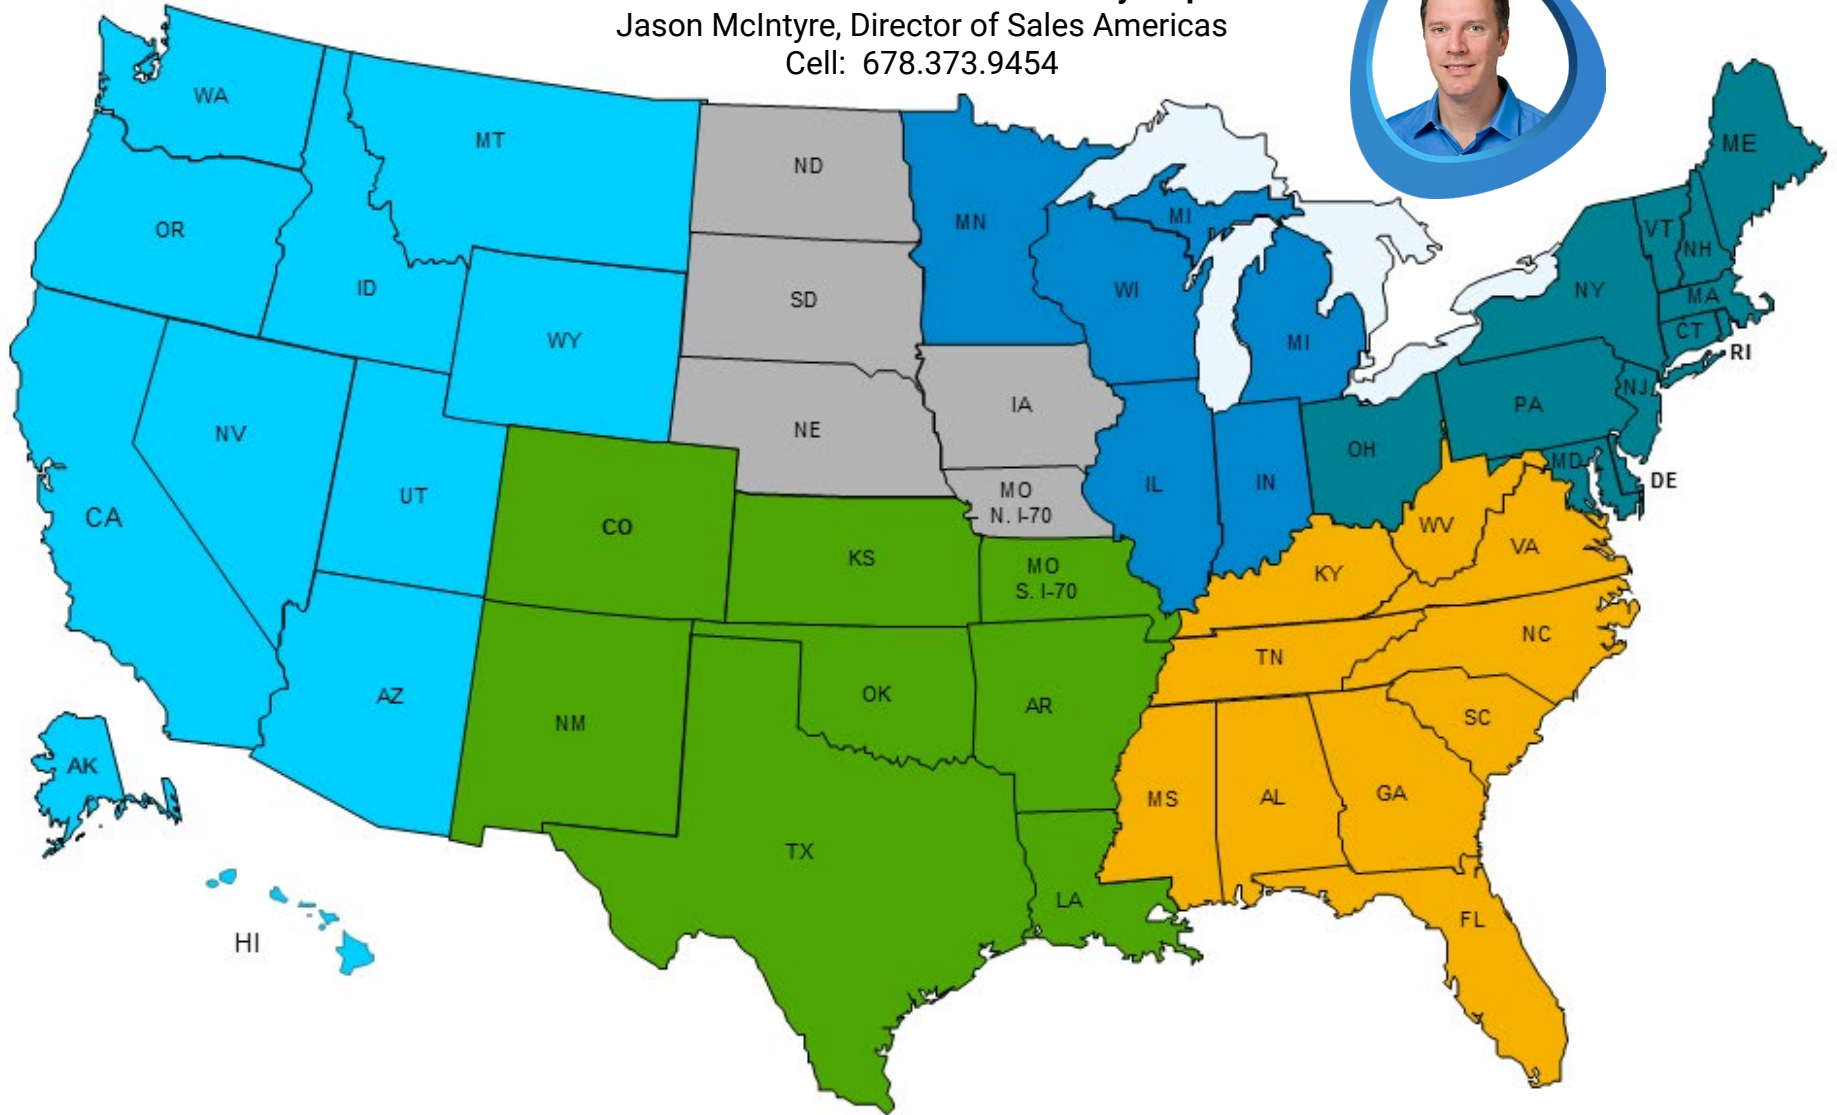 Jason McIntyre, Director of Sales Americas
Cell: 678.373.9454
WA
MT
ND
MN
ME
OR
ID
MI
VT
NH
SD
WI
NY
MA
WY
MI
CT
RI
NV
NE
IA
PA
NJ
OH
MD
DE
UT
IL
IN
CA
CO
MO
N. I-70
WV
VA
KS
MO
S. I-70
KY
NC
TN
AZ
NM
OK
AR
SC
AK
MS
AL
GA
TX
LA
FL
HI